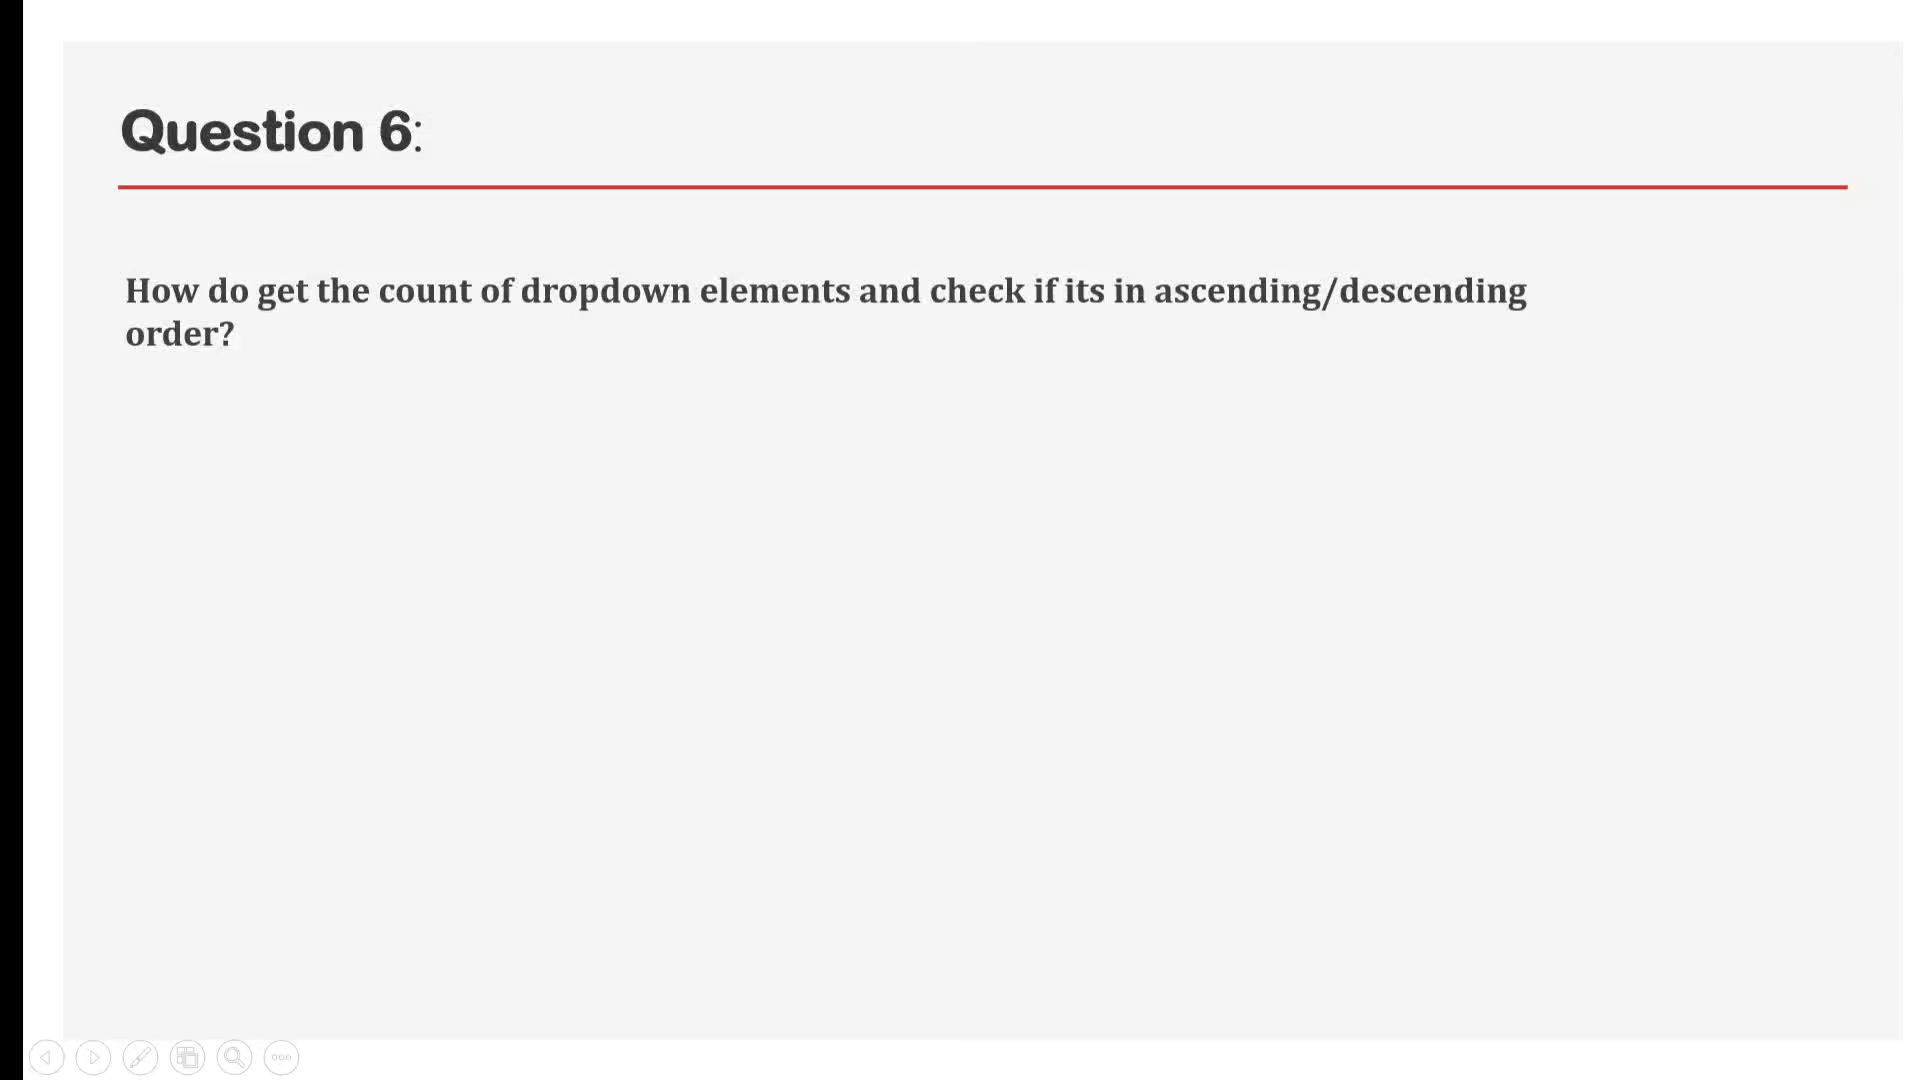 Question 6:
How do get the count of dropdown elements and check if its in ascending/descending
order?